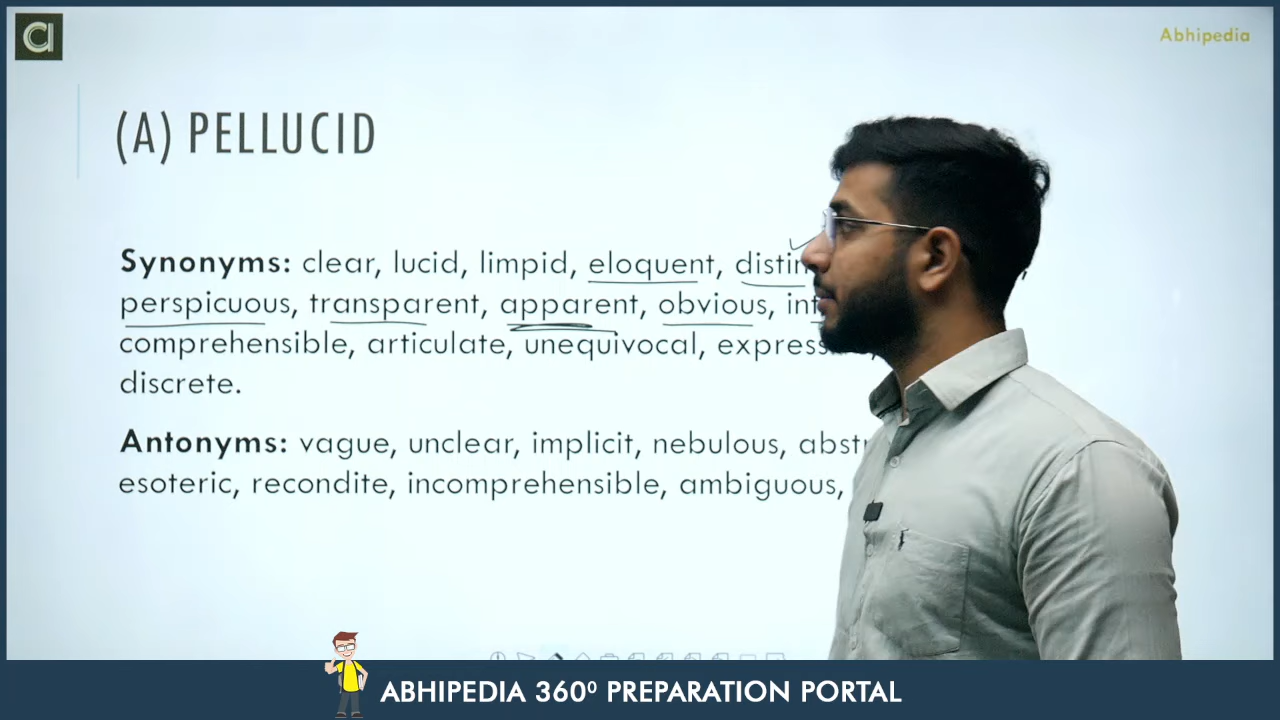 CI
Abhipedia
(A) PELLUCID
Synonyms: clear, lucid, limpid, eloquent,
perspicuous, transparent, apparent, obvious,
comprehensible, articulate, unequivocal,
discrete.
Antonyms: vague, unclear, implicit, nebulous,
esoteric, recondite, incomprehensible, ambiguous,
ABHIPEDIA 360⁰ PREPARATION PORTAL